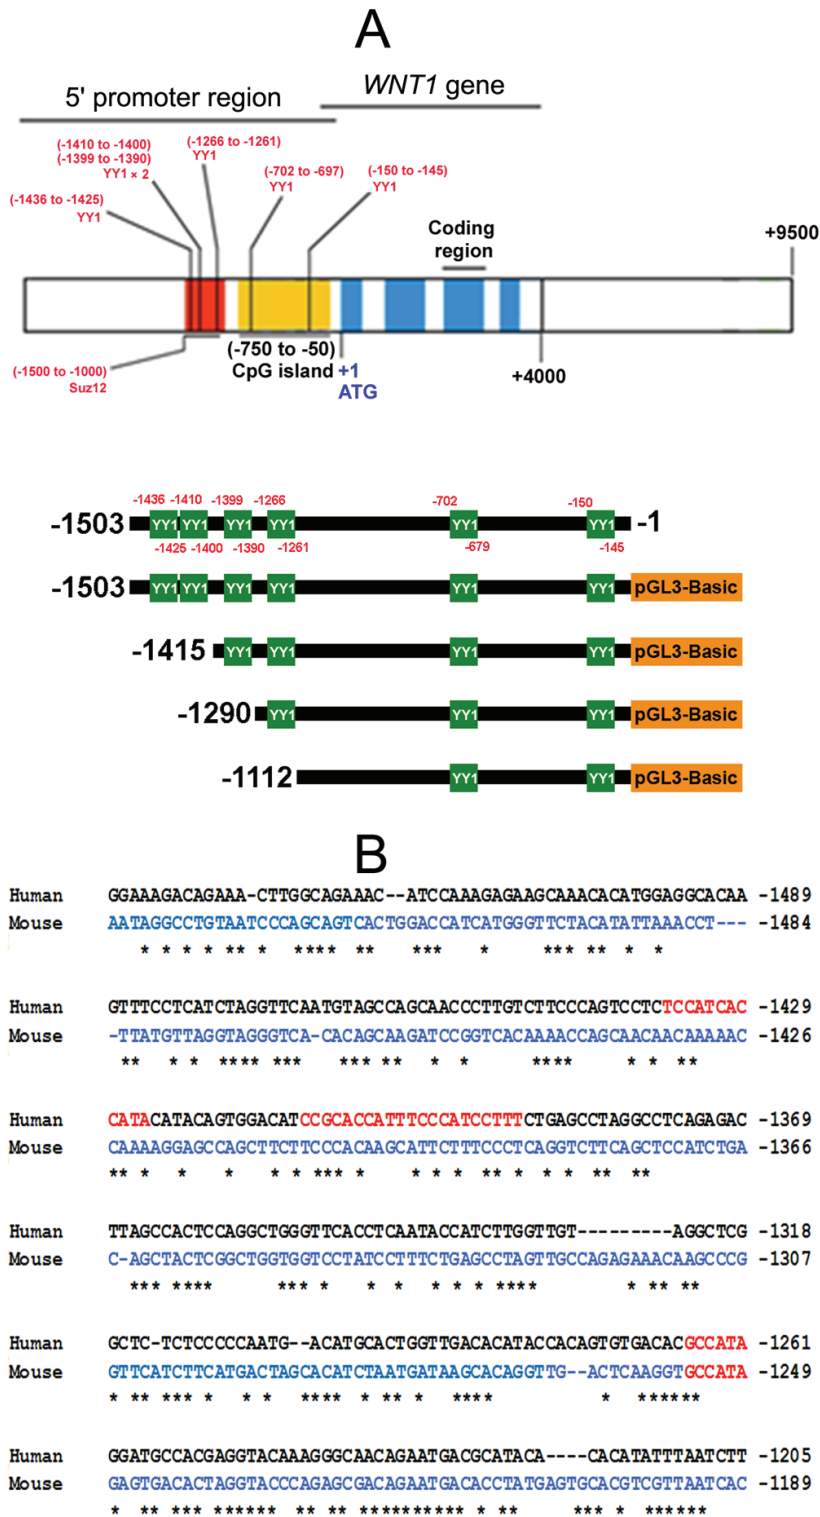 A
5' promoter region
WNT1 gene
(-1410 to -1400)
(-1399 to -1390)
YY1 × 2
(-1266 to -1261)
YY1
(-702 to -697)
YY1
(-150 to -145)
YY1
(-1436 to -1425)
YY1
Coding
region
+9500
(-750 to -50)
CpG island
+1
ATG
+4000
(-1500 to -1000)
Suz12
-1436 -1410 -1399 -1266 -702 -150
-1503 YY1 YY1 YY1 YY1 YY1 YY1 -1
-1425 -1400 -1390 -1261 -679 -145
-1503 YY1 YY1 YY1 YY1 YY1 YY1 pGL3-Basic
-1415 YY1 YY1 YY1 YY1 pGL3-Basic
-1290 YY1 YY1 YY1 pGL3-Basic
-1112 YY1 YY1 pGL3-Basic
B
Human GGAAAGACAGAAA-CTTGGCAGAAAC--ATCCAAAGAGAAGCAAACACATGGAGGCACAA -1489
Mouse AATAGGCCTGTAATCCCAGCAGTCACTGGACCATCATGGGTTCTACATATTAAACCT--- -1484
* * * * ** * **** ** *** * *** ** * *
Human GTTTCCTCATCTAGGTTCAATGTAGCCAGCAACCCTTGTCTTCCCAGTCCTCTCCATCAC -1429
Mouse -TTATGTTAGGTAGGGTCA-CACAGCAAGATCCGGTCACAAAACCAGCAACAACAAAAAC -1426
** * * **** *** *** ** * * **** * * **
Human CATACATACAGTGGACATCCGCACCATTTCCCATCCTTTCTGAGCCTAGGCCTCAGAGAC -1369
Mouse CAAAAGGAGCCAGCTTCTTCCCACAAGCATTCTTTCCCTCAGGTCTTCAGCTCCATCTGA -1366
** * * * * * *** * * * * ** * * * ** **
Human TTAGCCACTCCAGGCTGGGTTCACCTCAATACCATCTTGGTTGT---------AGGCTCG -1318
Mouse C-AGCTACTCGGCTGGTGGTCCTATCCTTTCTGAGCCTAGTTGCCAGAGAAACAAGCCCG -1307
*** **** *** * * * * * * **** * ** **
Human GCTC-TCTCCCCCAATG--ACATGCACTGGTTGACACATACCACAGTGTGACACGCCATA -1261
Mouse GTTCATCTTCATGACTAGCACATCTAATGATAAGCACAGGTTG--ACTCAAGGTGCCATA -1249
* ** *** * * * **** * ** * **** * ******
Human GGATGCCACGAGGTACAAAGGGCAACAGAATGACGCATACA----CACATATTTAATCTT -1205
Mouse GAGTGACACTAGGTACCCAGAGCGACAGAATGACACCTATGAGTGCACGTCGTTAATCAC -1189
* ** *** ****** ** ** ********** * ** *** * ******